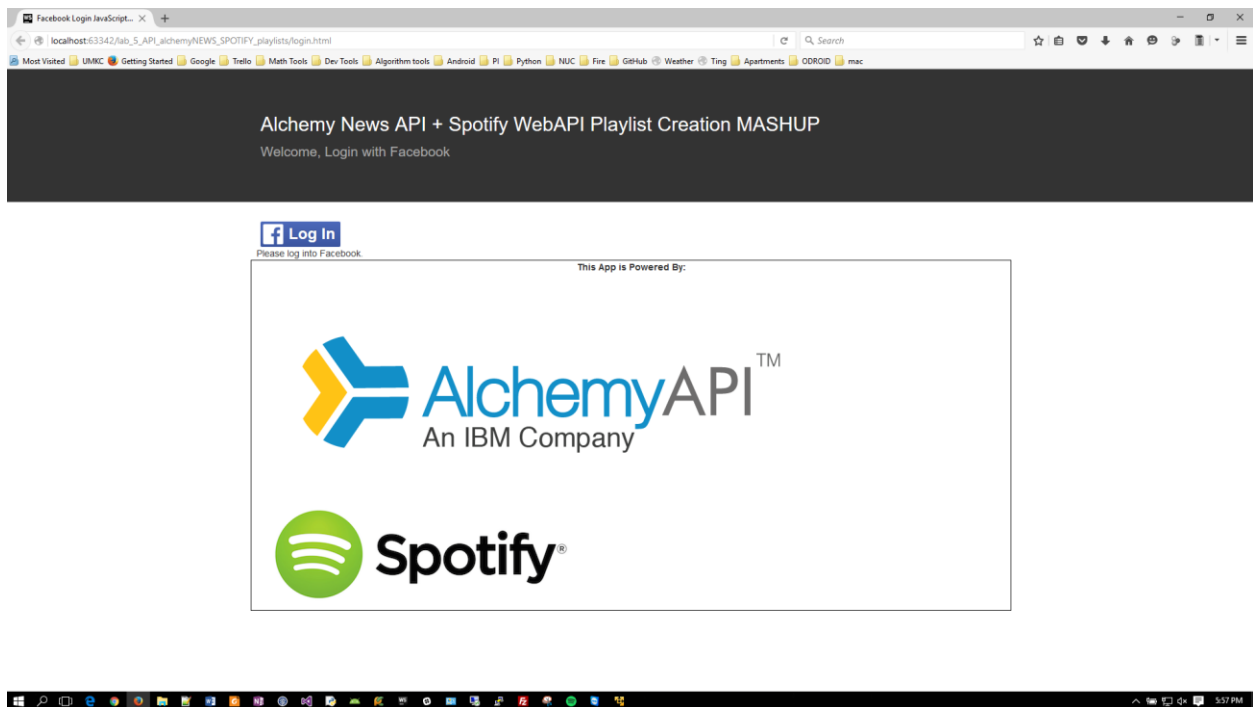 Facebook Login JavaScript...
localhost:63342/lab_5_API_alchemyNEWS_SPOTIFY_playlists/login.html
Search
Most Visited UMKC Getting Started Google Trello Math Tools Dev Tools Algorithm tools Android PI Python NUC Fire GitHub Weather Ting Apartments ODROID mac
Alchemy News API + Spotify WebAPI Playlist Creation MASHUP
Welcome, Login with Facebook
f Log In
Please log into Facebook.
This App is Powered By:
AlchemyAPI™
An IBM Company
Spotify®
5:57 PM